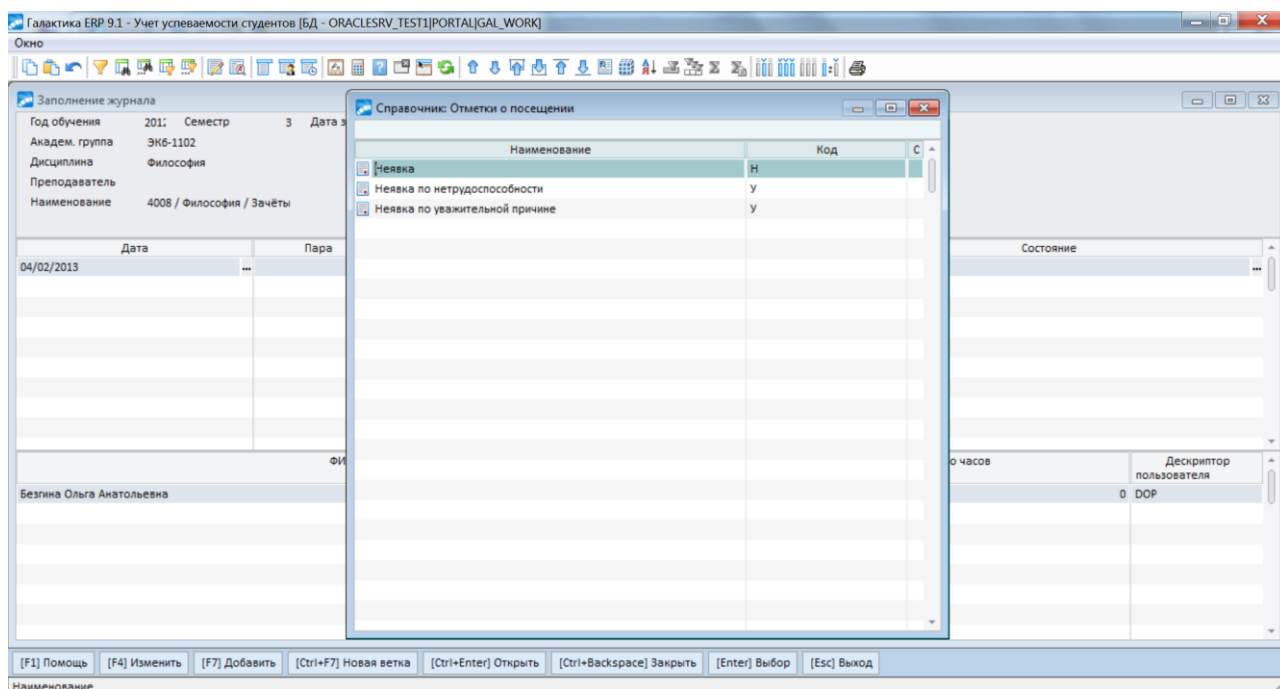 Галактика ERP 9.1 - Учет успеваемости студентов [БД - ORACLESRV_TEST1|PORTAL|GAL_WORK]
Окно
Заполнение журнала
Год обучения 201 Семестр 3 Дата з
Академ. группа ЭКб-1102
Дисциплина Философия
Преподаватель
Наименование 4008 / Философия / Зачёты
Дата Пара Состояние
04/02/2013 ... ...
Справочник: Отметки о посещении
Наименование Код С
Неявка Н
Неявка по нетрудоспособности У
Неявка по уважительной причине У
ФИ о часов Дескриптор
пользователя
Безгина Ольга Анатольевна 0 DOP
[F1] Помощь [F4] Изменить [F7] Добавить [Ctrl+F7] Новая ветка [Ctrl+Enter] Открыть [Ctrl+Backspace] Закрыть [Enter] Выбор [Esc] Выход
Наименование